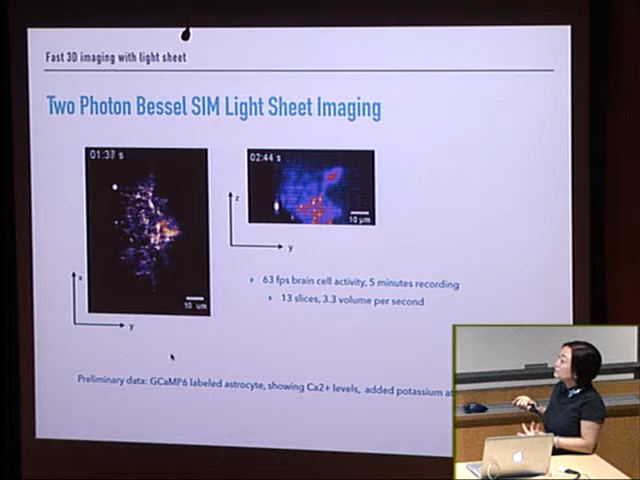 Fast 3D imaging with light sheet
Two Photon Bessel SIM Light Sheet Imaging
01:37 s
02:44 s
z
10 μm
y
63 fps brain cell activity, 5 minutes recording
13 slices, 3.3 volume per second
x
10 μm
y
Preliminary data: GCaMP6 labeled astrocyte, showing Ca2+ levels, added potassium